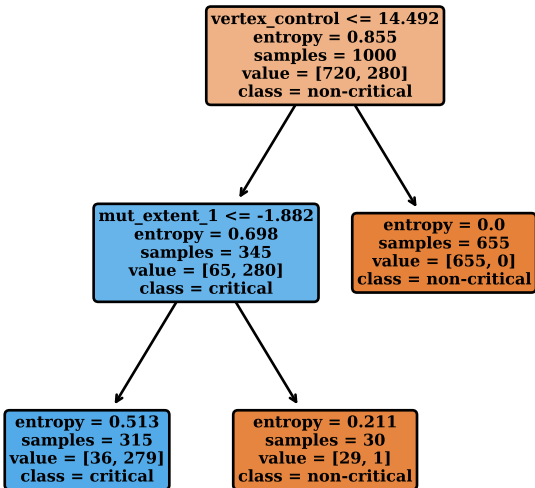 vertex_control <= 14.492
entropy = 0.855
samples = 1000
value = [720, 280]
class = non-critical
mut_extent_1 <= -1.882
entropy = 0.698
samples = 345
value = [65, 280]
class = critical
entropy = 0.0
samples = 655
value = [655, 0]
class = non-critical
entropy = 0.513
samples = 315
value = [36, 279]
class = critical
entropy = 0.211
samples = 30
value = [29, 1]
class = non-critical